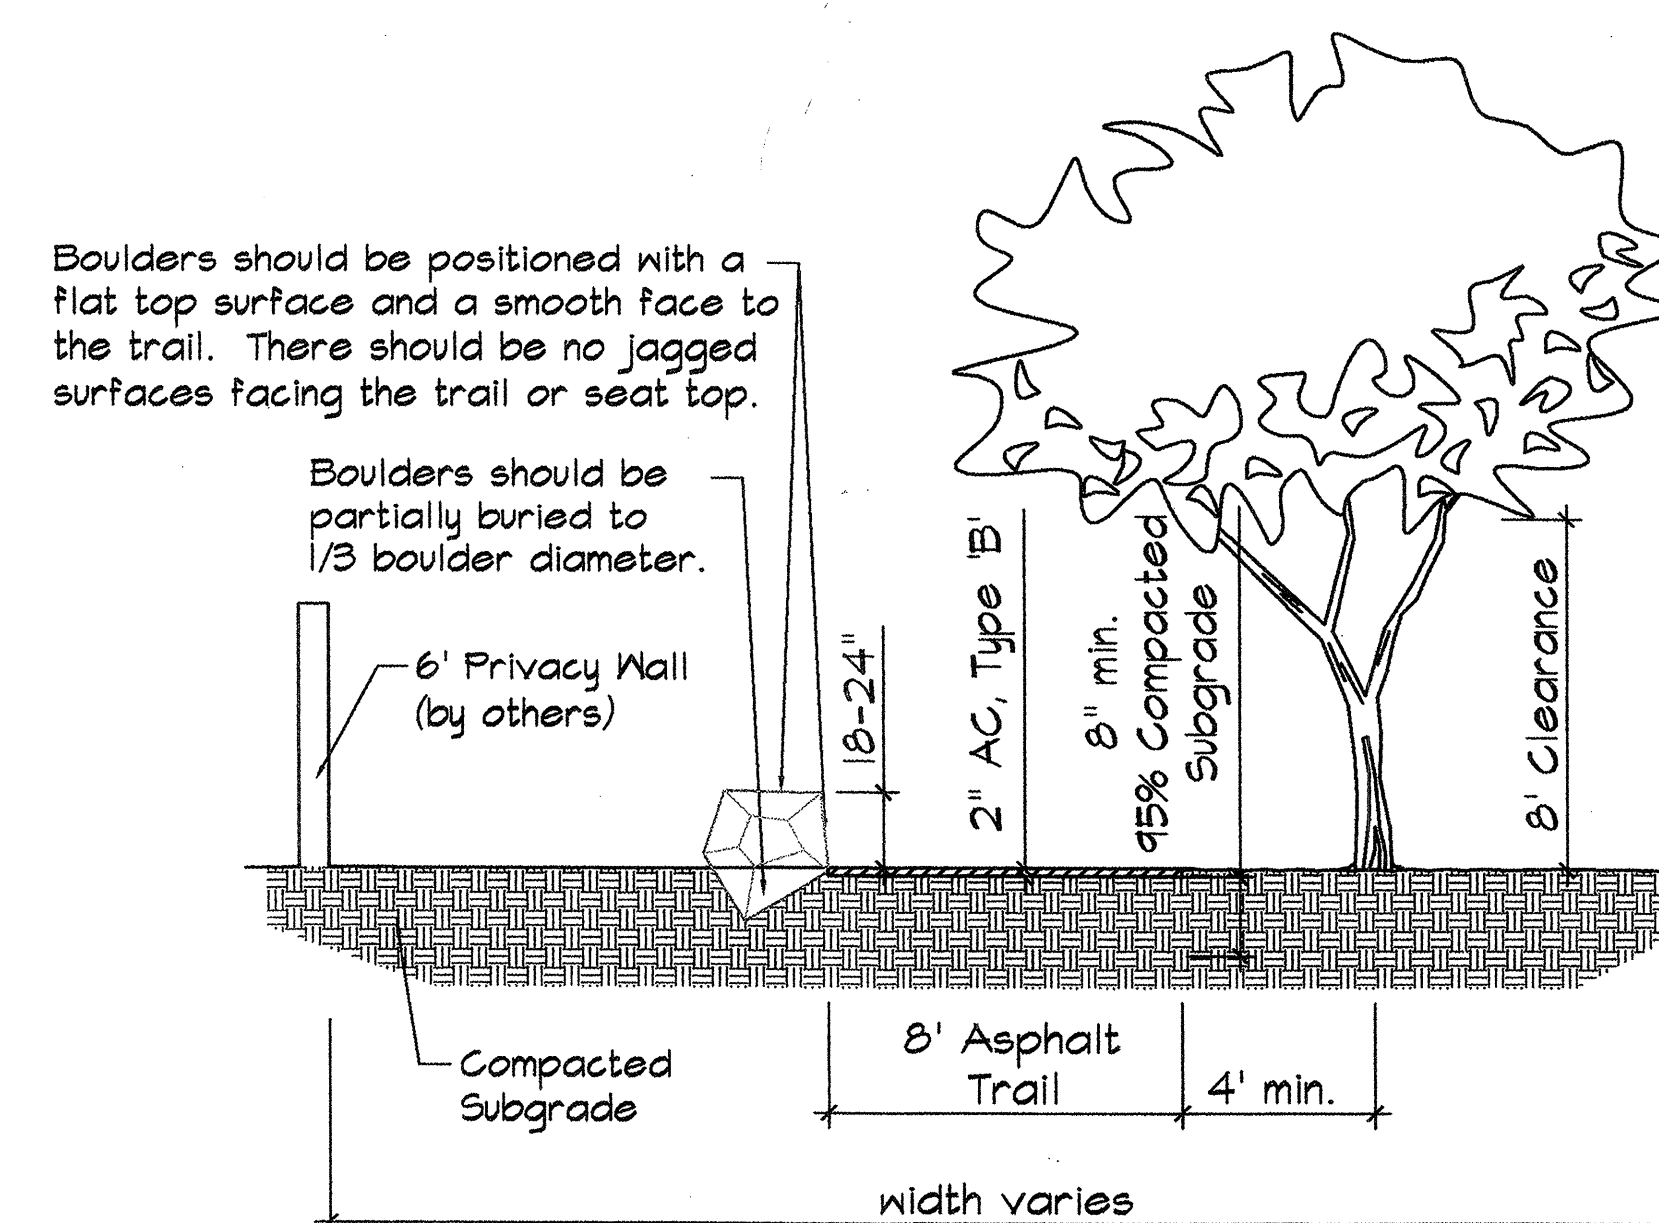 Boulders should be positioned with a
flat top surface and a smooth face to
the trail. There should be no jagged
surfaces facing the trail or seat top.
Boulders should be
partially buried to
1/3 boulder diameter.
6' Privacy Wall
(by others)
18-24"
2" AC, Type 'B'
8" min.
95% Compacted
Subgrade
8' Clearance
Compacted
Subgrade
8' Asphalt
Trail
4' min.
width varies